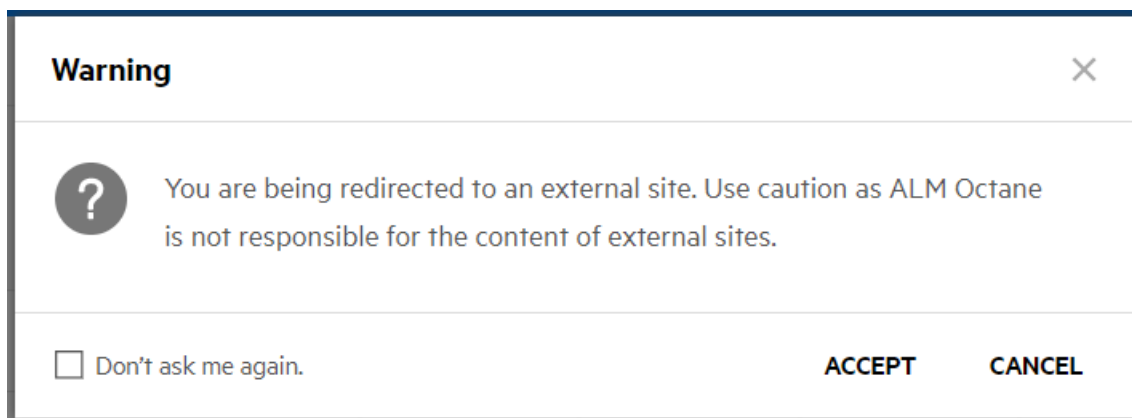 Warning
You are being redirected to an external site. Use caution as ALM Octane
is not responsible for the content of external sites.
Don't ask me again.
ACCEPT CANCEL